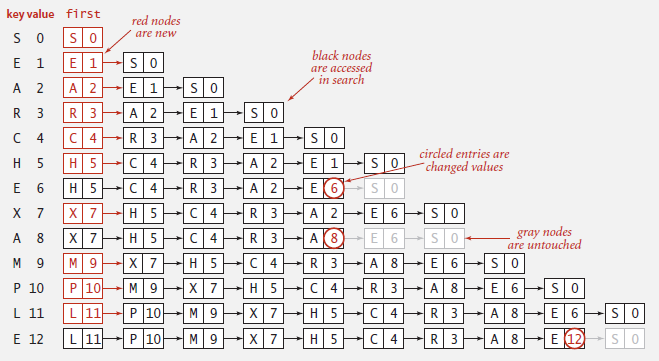 key value first
red nodes
are new
S 0 S 0
E 1 E 1 S 0
black nodes
are accessed
in search
A 2 A 2 E 1 S 0
R 3 R 3 A 2 E 1 S 0
C 4 C 4 R 3 A 2 E 1 S 0
circled entries are
changed values
H 5 H 5 C 4 R 3 A 2 E 1 S 0
E 6 H 5 C 4 R 3 A 2 E 6 S 0
X 7 X 7 H 5 C 4 R 3 A 2 E 6 S 0
A 8 X 7 H 5 C 4 R 3 A 8 E 6 S 0
gray nodes
are untouched
M 9 M 9 X 7 H 5 C 4 R 3 A 8 E 6 S 0
P 10 P 10 M 9 X 7 H 5 C 4 R 3 A 8 E 6 S 0
L 11 L 11 P 10 M 9 X 7 H 5 C 4 R 3 A 8 E 6 S 0
E 12 L 11 P 10 M 9 X 7 H 5 C 4 R 3 A 8 E 12 S 0